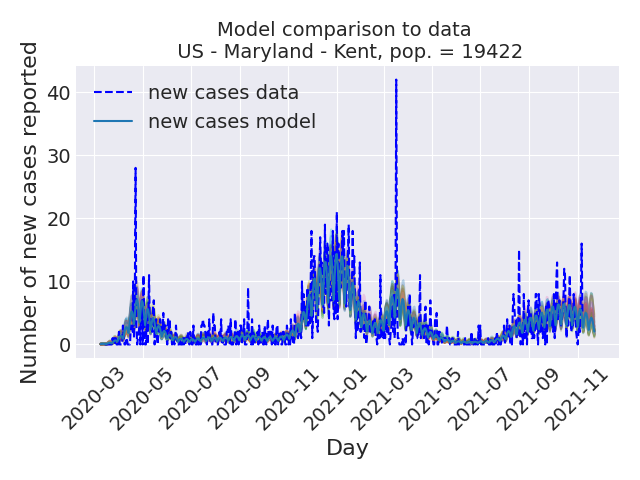 Model comparison to data
US - Maryland - Kent, pop. = 19422
Number of new cases reported
40
30
20
10
0
new cases data
new cases model
2020-03
2020-05
2020-07
2020-09
2020-11
2021-01
2021-03
2021-05
2021-07
2021-09
2021-11
Day